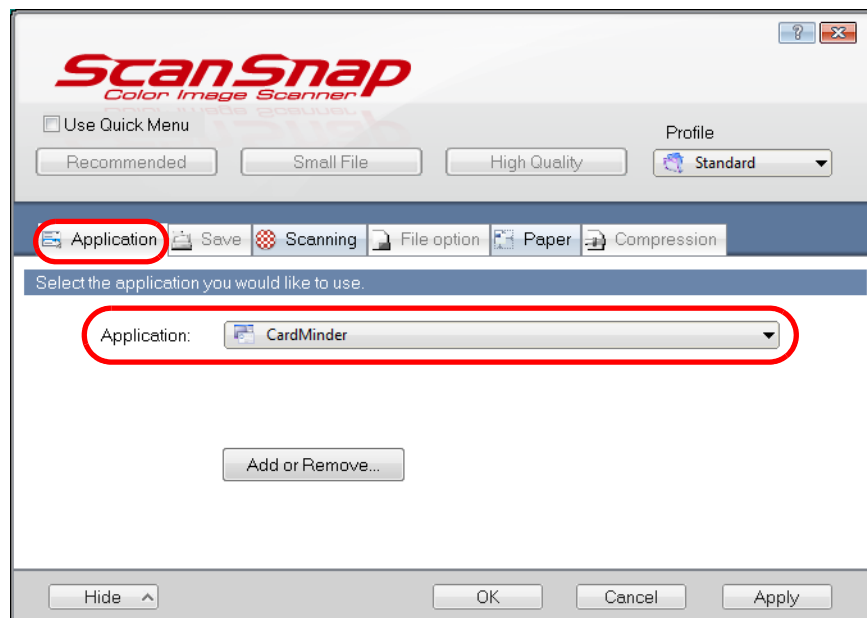 ScanSnap
Color Image Scanner
Use Quick Menu
Profile
Recommended Small File High Quality Standard
Application Save Scanning File option Paper Compression
Select the application you would like to use.
Application: CardMinder
Add or Remove...
Hide OK Cancel Apply